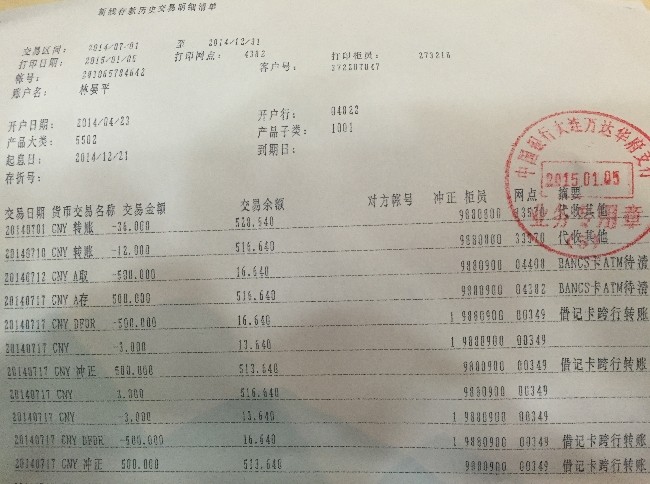 新线存款历史交易明细清单
交易区间： 2014/07/01 至 2014/12/31
打印日期： 2015/01/05 打印网点： 4382 打印柜员： 273216
帐号： 201065784642 客户号： 272207047
账户名： 林晏平
开户日期： 2014/04/23 开户行： 04822
产品大类： 5502 产品子类： 1001
起息日： 2014/12/21 到期日：
存折号：
中国银行大连万达华府支行
2015.01.05
业务专用章
交易日期 货币 交易名称 交易金额 交易余额 对方帐号 冲正 柜员 网点 摘要
20140701 CNY 转账 -36.000 528.640 9880900 33570 代收其他
20140710 CNY 转账 -12.000 516.640 9880900 33570 代收其他
20140712 CNY A取 -500.000 16.640 9880900 04408 BANCS卡ATM待清
20140717 CNY A存 500.000 516.640 9880900 04382 BANCS卡ATM待清
20140717 CNY DFDR -500.000 16.640 1 9880900 00349 借记卡跨行转账
20140717 CNY -3.000 13.640 1 9880900 00349
20140717 CNY 冲正 500.000 513.640 9880900 00349 借记卡跨行转账
20140717 CNY 3.000 516.640 9880900 00349
20140717 CNY -3.000 13.640 1 9880900 00349
20140717 CNY DFDR -500.000 16.640 1 9880900 00349 借记卡跨行转账
20140717 CNY 冲正 500.000 513.640 9880900 00349 借记卡跨行转账